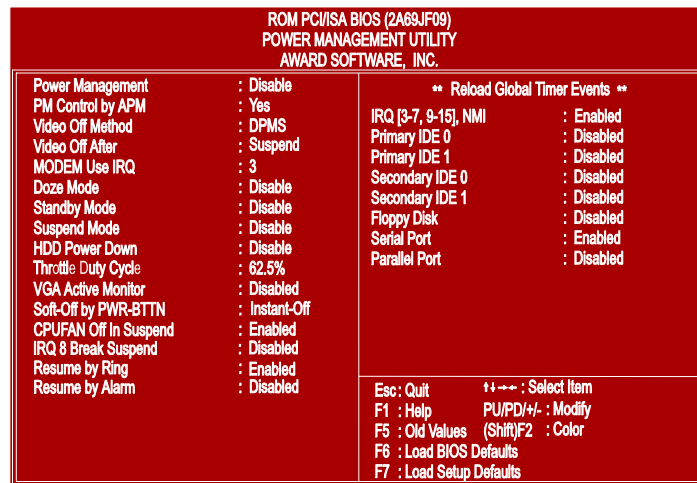 ROM PCI/ISA BIOS (2A69JF09)
POWER MANAGEMENT UTILITY
AWARD SOFTWARE, INC.
Power Management : Disable
PM Control by APM : Yes
Video Off Method : DPMS
Video Off After : Suspend
MODEM Use IRQ : 3
Doze Mode : Disable
Standby Mode : Disable
Suspend Mode : Disable
HDD Power Down : Disable
Throttle Duty Cycle : 62.5%
VGA Active Monitor : Disabled
Soft-Off by PWR-BTTN : Instant-Off
CPUFAN Off In Suspend : Enabled
IRQ 8 Break Suspend : Disabled
Resume by Ring : Enabled
Resume by Alarm : Disabled
** Reload Global Timer Events **
IRQ [3-7, 9-15], NMI : Enabled
Primary IDE 0 : Disabled
Primary IDE 1 : Disabled
Secondary IDE 0 : Disabled
Secondary IDE 1 : Disabled
Floppy Disk : Disabled
Serial Port : Enabled
Parallel Port : Disabled
Esc : Quit ↑↓→← : Select Item
F1 : Help PU/PD/+/- : Modify
F5 : Old Values (Shift)F2 : Color
F6 : Load BIOS Defaults
F7 : Load Setup Defaults